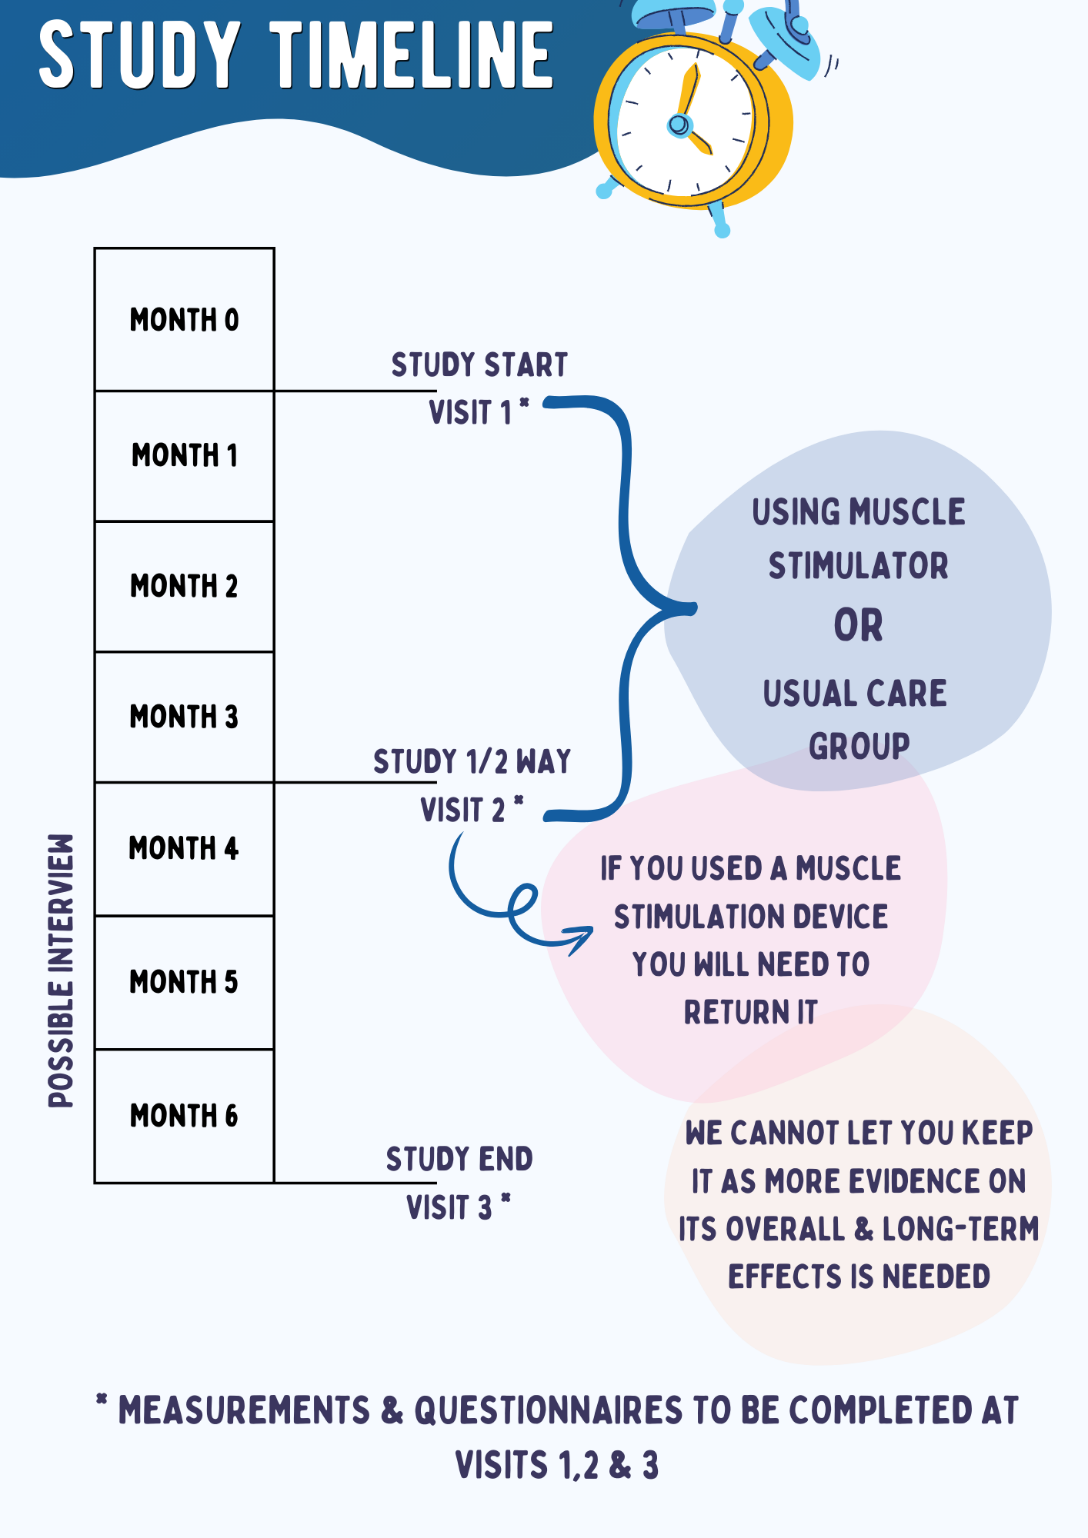 STUDY TIMELINE
MONTH 0
STUDY START
VISIT 1 *
MONTH 1
USING MUSCLE
STIMULATOR
OR
USUAL CARE
GROUP
MONTH 2
MONTH 3
STUDY 1/2 WAY
VISIT 2 *
MONTH 4
IF YOU USED A MUSCLE
STIMULATION DEVICE
YOU WILL NEED TO
RETURN IT
POSSIBLE INTERVIEW
MONTH 5
MONTH 6
STUDY END
VISIT 3 *
WE CANNOT LET YOU KEEP
IT AS MORE EVIDENCE ON
ITS OVERALL & LONG-TERM
EFFECTS IS NEEDED
* MEASUREMENTS & QUESTIONNAIRES TO BE COMPLETED AT
VISITS 1,2 & 3